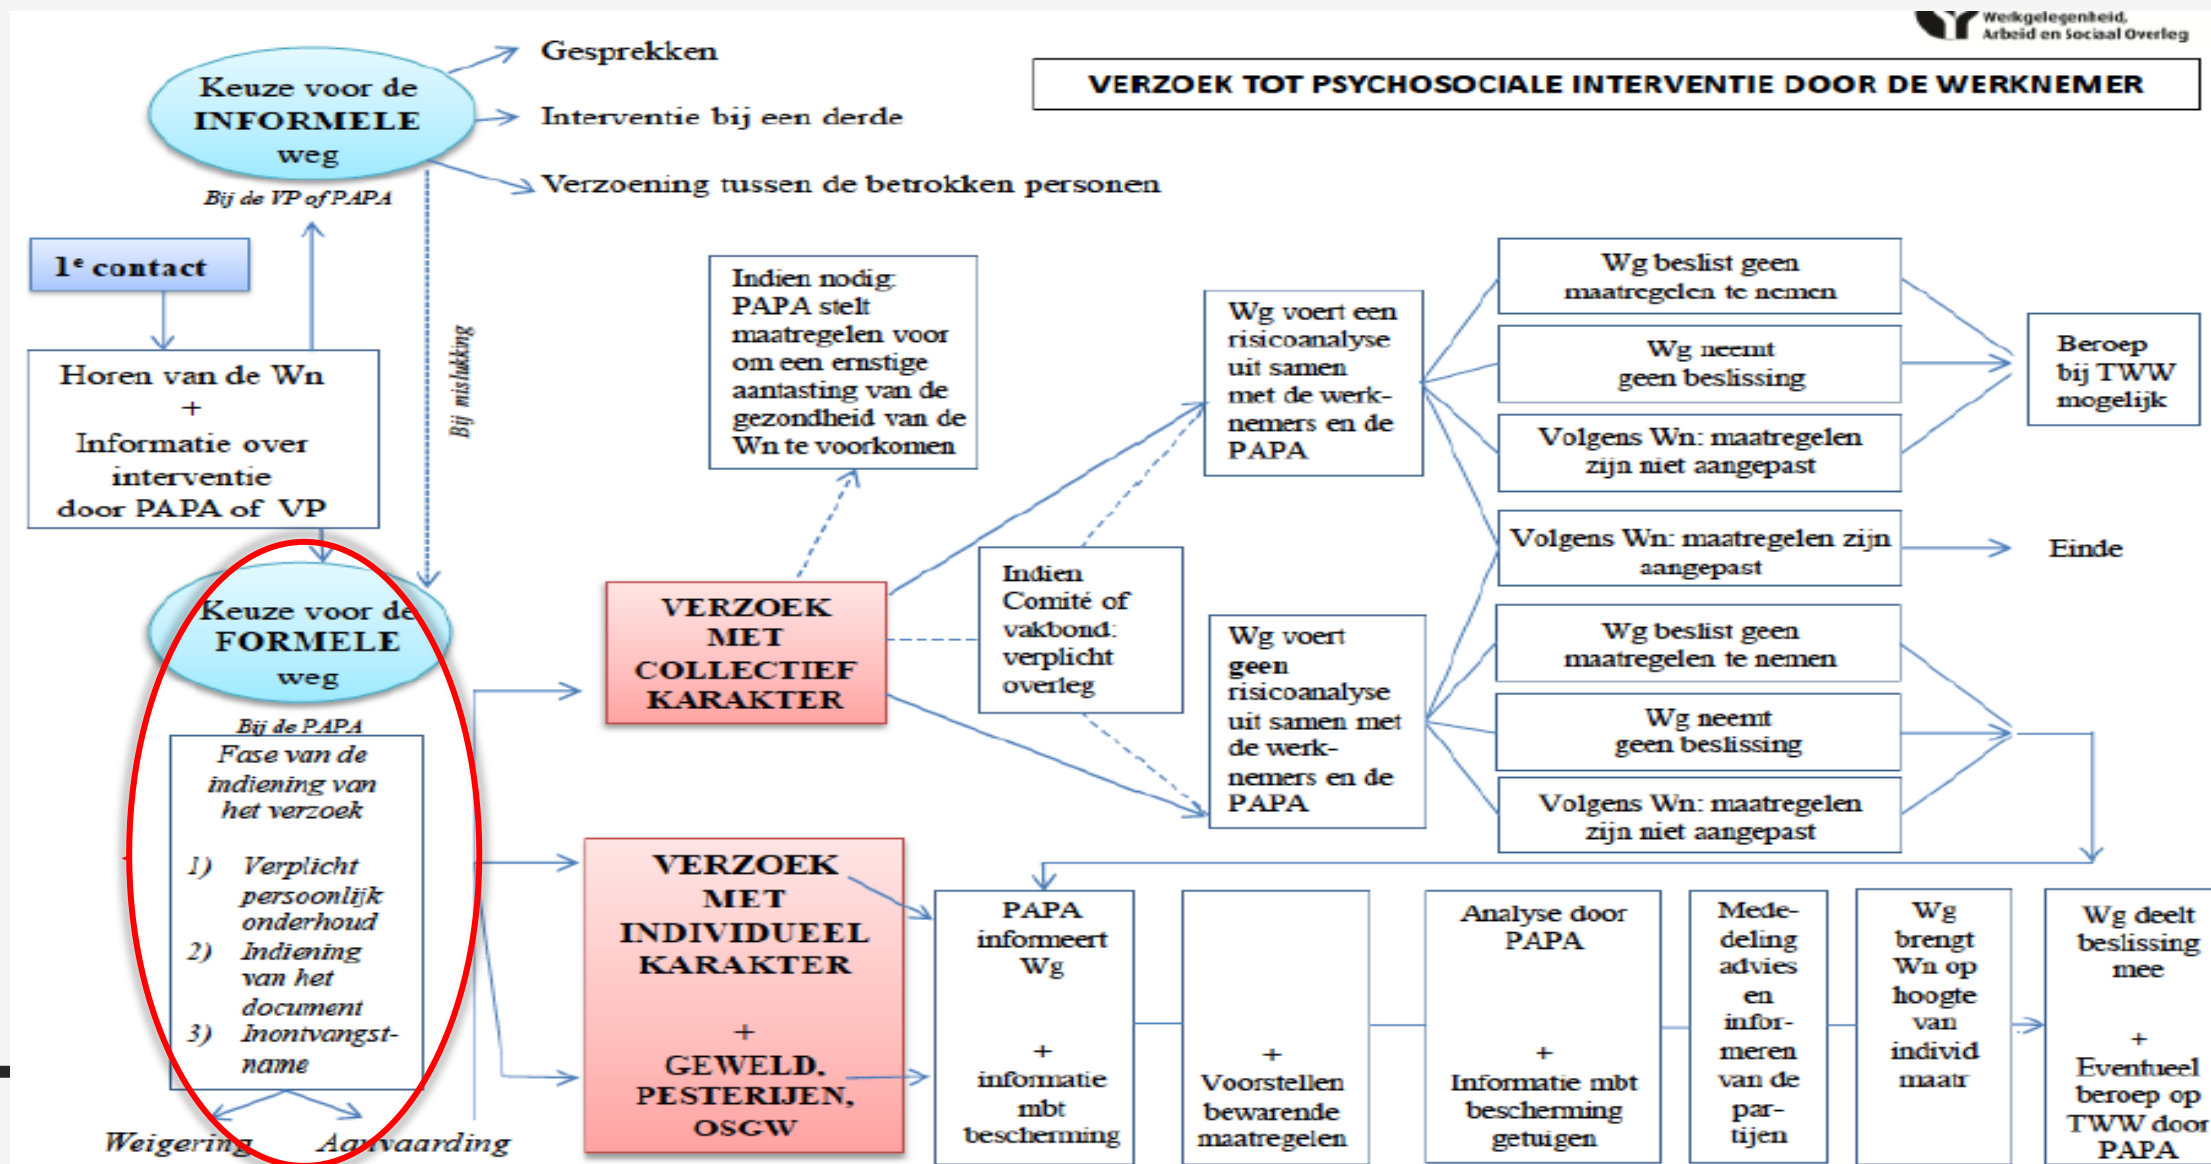 Werkgelegenheid,
Arbeid en Sociaal Overleg
VERZOEK TOT PSYCHOSOCIALE INTERVENTIE DOOR DE WERKNEMER
Keuze voor de
INFORMELE
weg
Gesprekken
Interventie bij een derde
Verzoening tussen de betrokken personen
Bij de VP of PAPA
1e contact
Horen van de Wn
+
Informatie over
interventie
door PAPA of VP
Bij mislukking
Keuze voor de
FORMELE
weg
Bij de PAPA
Fase van de
indiening van
het verzoek
1) Verplicht
persoonlijk
onderhoud
2) Indiening
van het
document
3) Inontvangst-
name
Weigering
Aanvaarding
Indien nodig:
PAPA stelt
maatregelen voor
om een ernstige
aantasting van de
gezondheid van de
Wn te voorkomen
VERZOEK
MET
COLLECTIEF
KARAKTER
Indien
Comité of
vakbond:
verplicht
overleg
Wg voert een
risicoanalyse
uit samen
met de werk-
nemers en de
PAPA
Wg voert
geen
risicoanalyse
uit samen met
de werk-
nemers en de
PAPA
Wg beslist geen
maatregelen te nemen
Wg neemt
geen beslissing
Volgens Wn: maatregelen
zijn niet aangepast
Volgens Wn: maatregelen zijn
aangepast
Wg beslist geen
maatregelen te nemen
Wg neemt
geen beslissing
Volgens Wn: maatregelen
zijn niet aangepast
Beroep
bij TWW
mogelijk
Einde
VERZOEK
MET
INDIVIDUEEL
KARAKTER
+
GEWELD,
PESTERIJEN,
OSGW
PAPA
informeert
Wg
+
informatie
mbt
bescherming
+
Voorstellen
bewarende
maatregelen
Analyse door
PAPA
+
Informatie mbt
bescherming
getuigen
Mede-
deling
advies
en
infor-
meren
van de
par-
tijen
Wg
brengt
Wn op
hoogte
van
individ
maatr
Wg deelt
beslissing
mee
+
Eventueel
beroep op
TWW door
PAPA